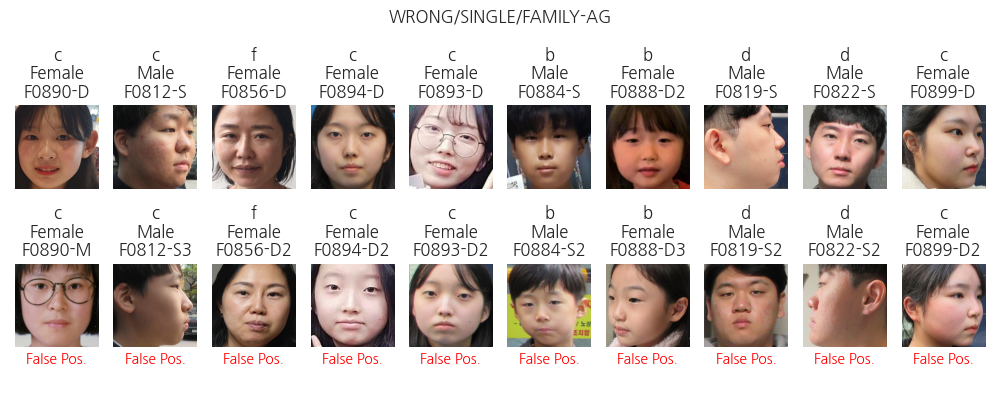 WRONG/SINGLE/FAMILY-AG
c c f c c b b d d c
Female Male Female Female Female Male Female Male Male Female
F0890-D F0812-S F0856-D F0894-D F0893-D F0884-S F0888-D2 F0819-S F0822-S F0899-D
c c f c c b b d d c
Female Male Female Female Female Male Female Male Male Female
F0890-M F0812-S3 F0856-D2 F0894-D2 F0893-D2 F0884-S2 F0888-D3 F0819-S2 F0822-S2 F0899-D2
False Pos. False Pos. False Pos. False Pos. False Pos. False Pos. False Pos. False Pos. False Pos. False Pos.